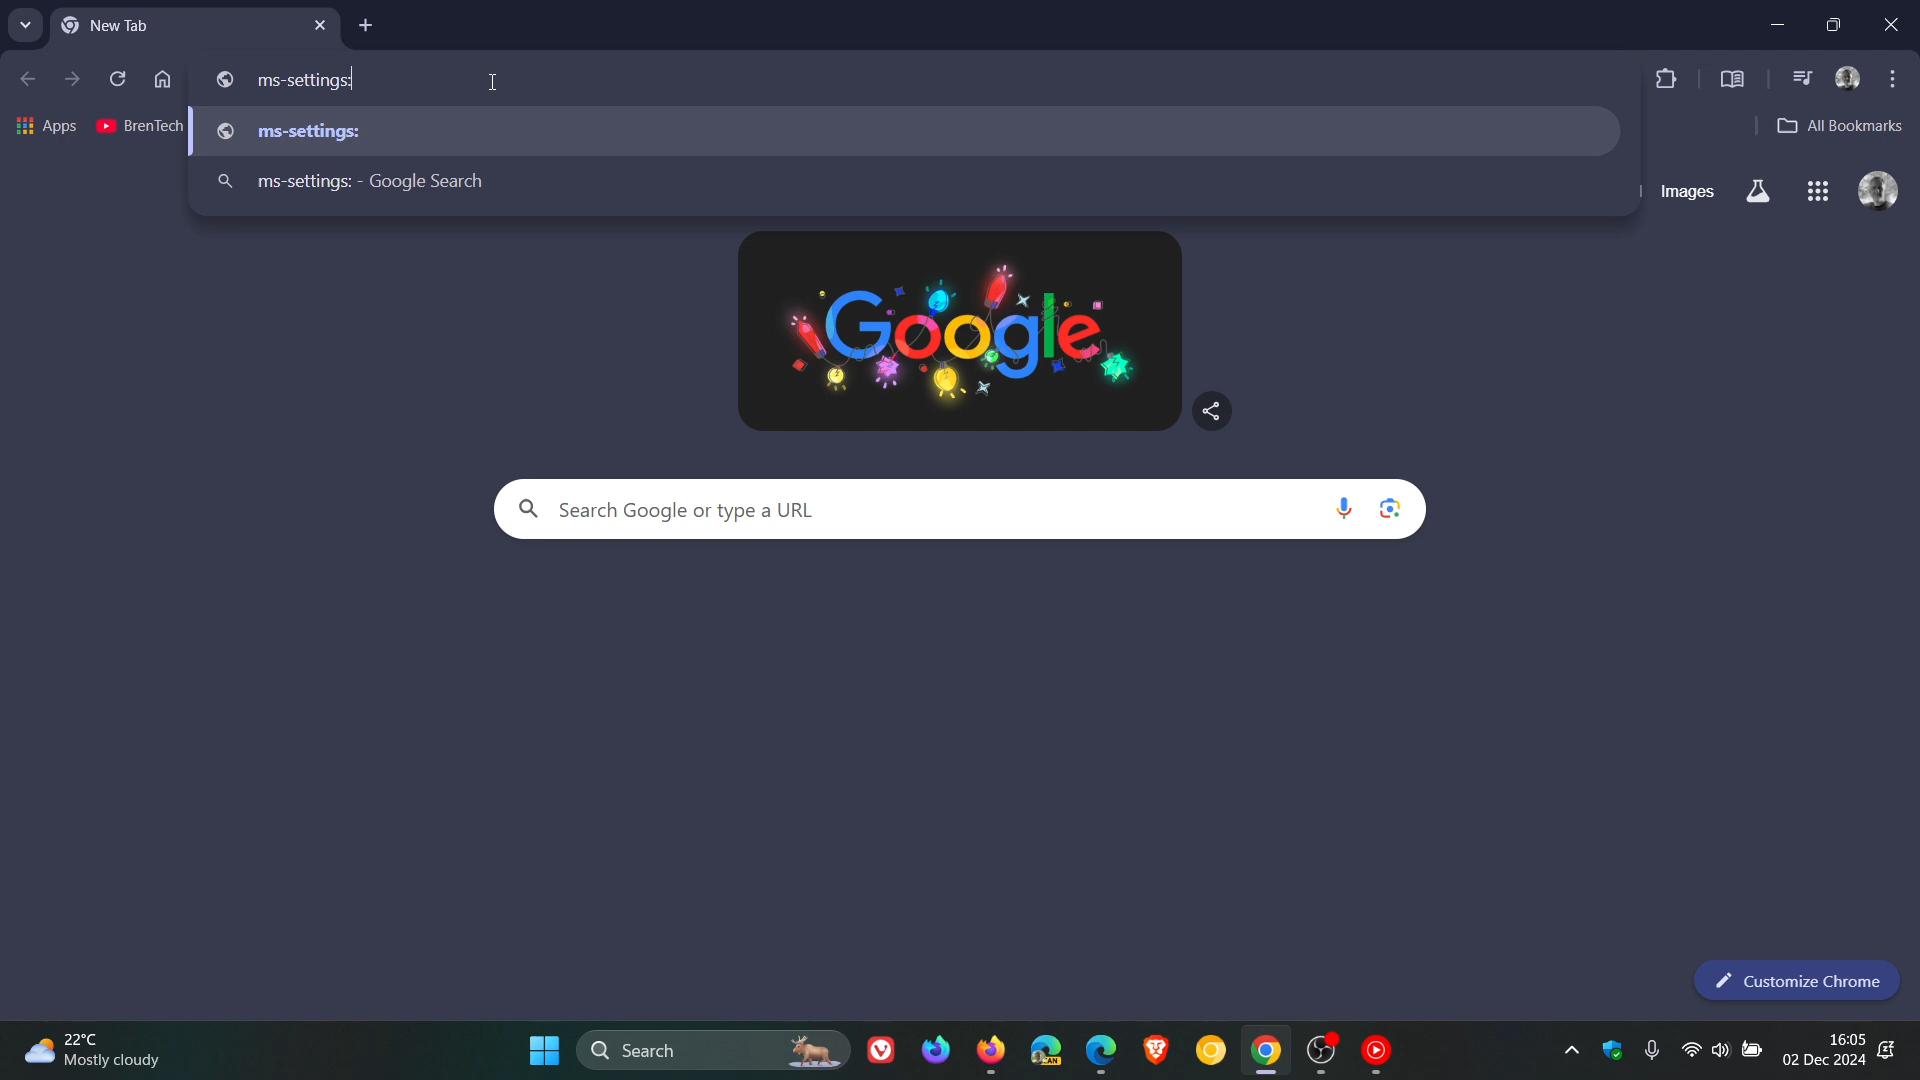 New Tab
ms-settings:
Apps
BrenTech
ms-settings:
All Bookmarks
ms-settings: - Google Search
Images
Google
Search Google or type a URL
Customize Chrome
22°C
Mostly cloudy
Search
CAN
16:05
02 Dec 2024